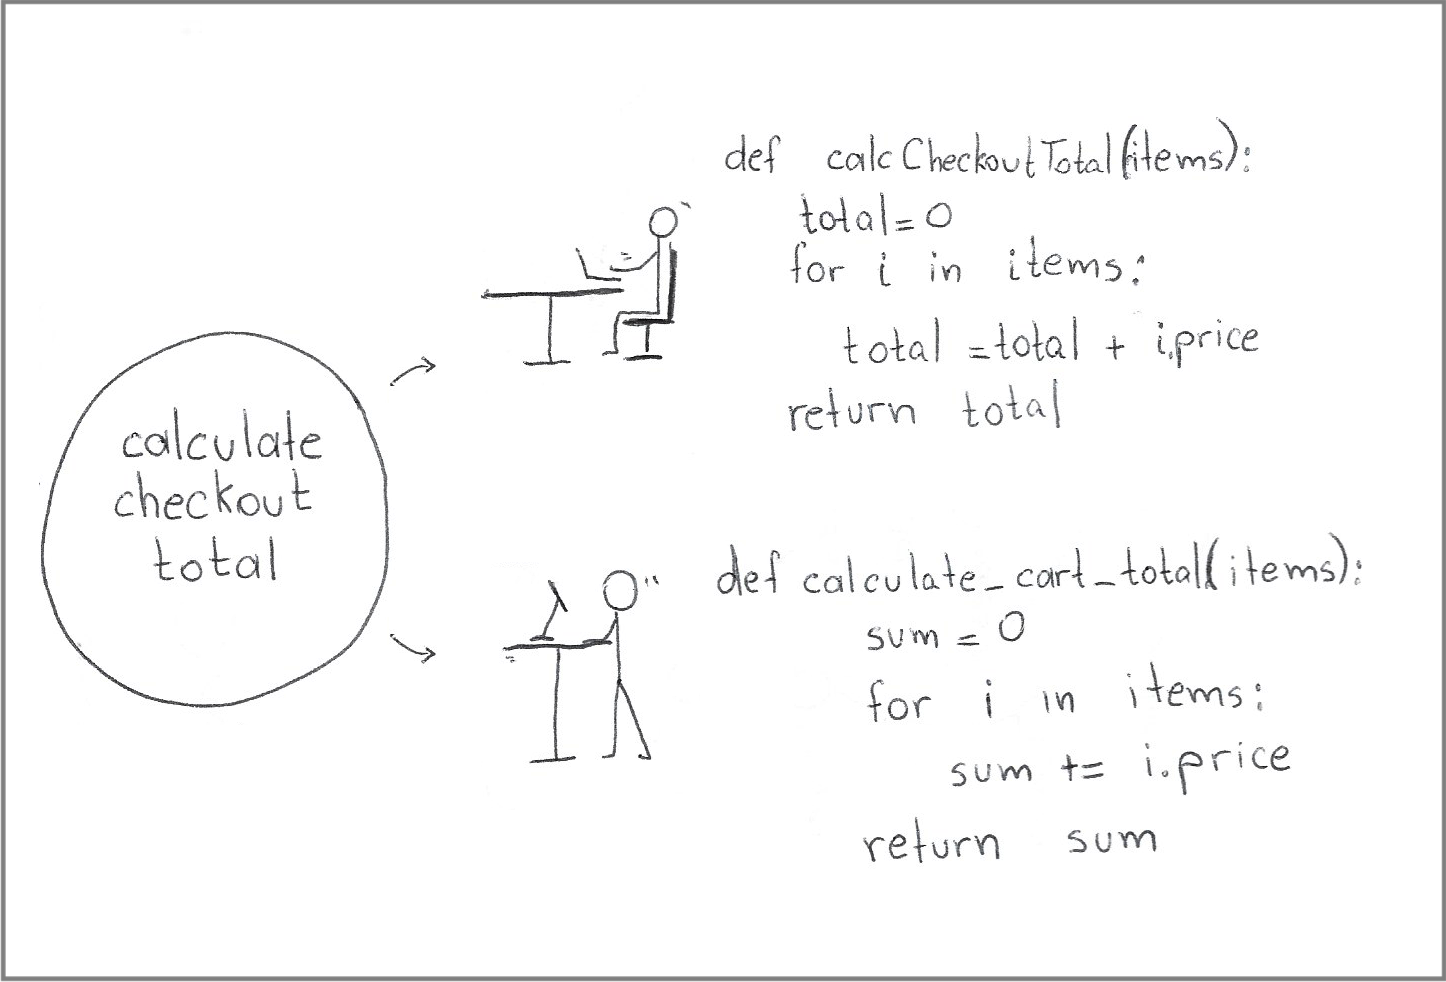 calculate
checkout
total
def calcCheckoutTotal(items):
total=0
for i in items:
total =total + i.price
return total
def calculate_cart_total(items):
sum = 0
for i in items:
sum += i.price
return sum